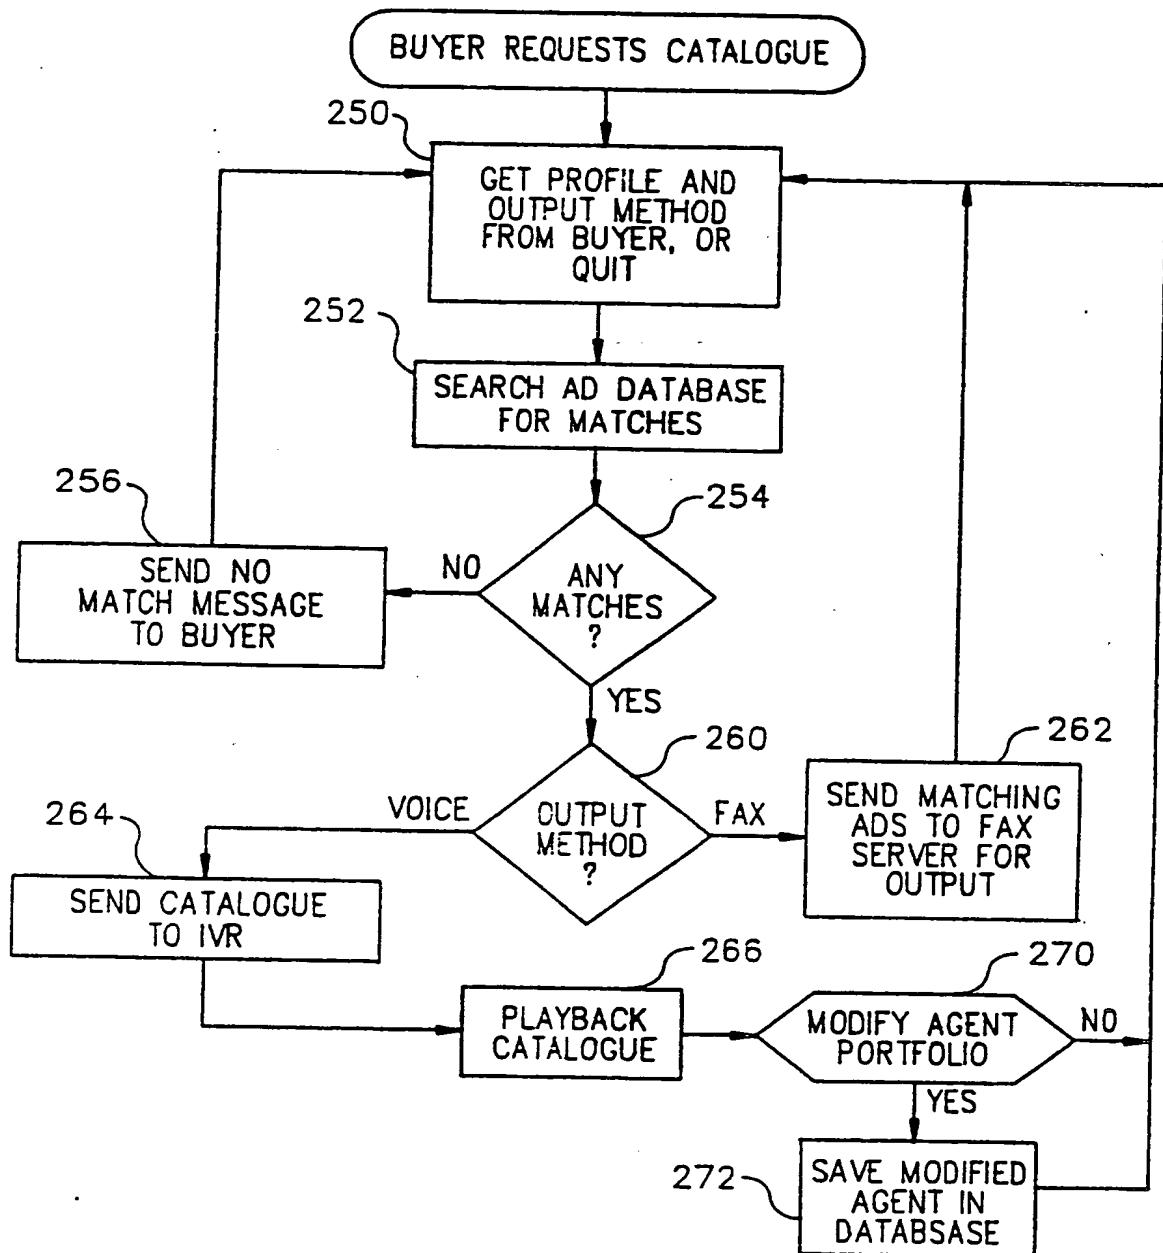 BUYER REQUESTS CATALOGUE
250
GET PROFILE AND
OUTPUT METHOD
FROM BUYER, OR
QUIT
252
SEARCH AD DATABASE
FOR MATCHES
254
ANY
MATCHES
?
NO
256
SEND NO
MATCH MESSAGE
TO BUYER
YES
260
OUTPUT
METHOD
?
VOICE
FAX
262
SEND MATCHING
ADS TO FAX
SERVER FOR
OUTPUT
264
SEND CATALOGUE
TO IVR
266
PLAYBACK
CATALOGUE
270
MODIFY AGENT
PORTFOLIO
NO
YES
272
SAVE MODIFIED
AGENT IN
DATABSASE